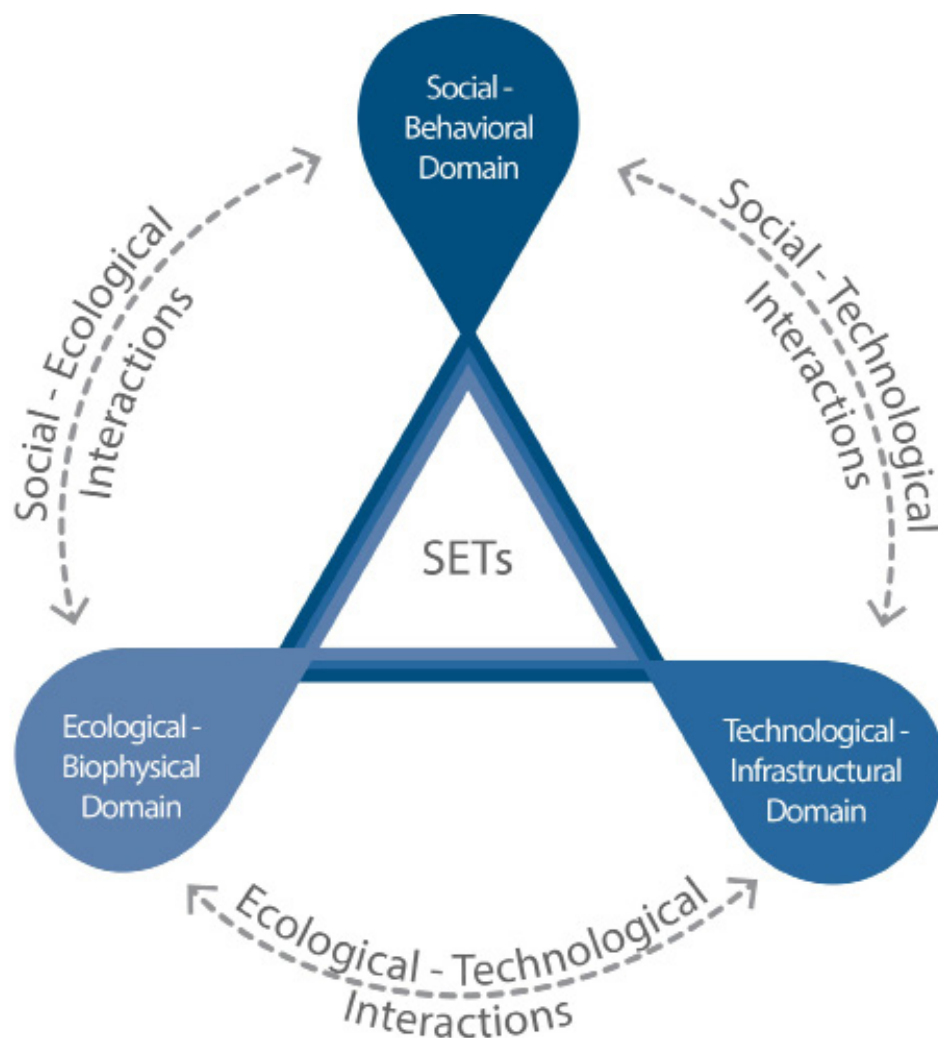 Social -
Behavioral
Domain
Social - Ecological
Interactions
Social - Technological
Interactions
SETs
Ecological -
Biophysical
Domain
Technological -
Infrastructural
Domain
Ecological - Technological
Interactions